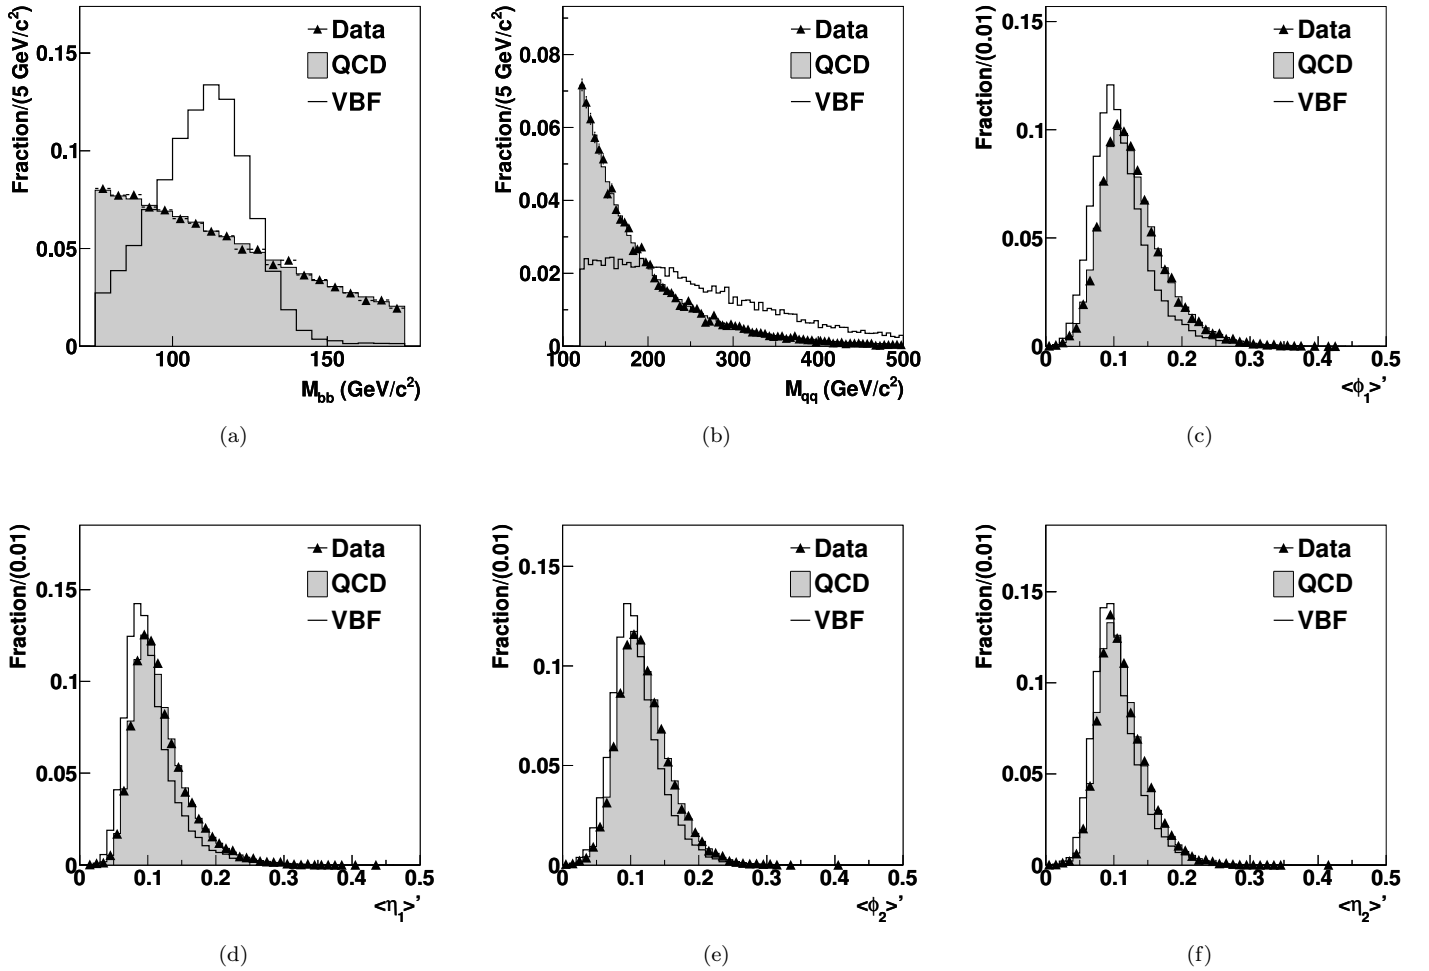 Fraction/(5 GeV/c²)
0.15
0.1
0.05
0
100
150
M_bb (GeV/c²)
Data
QCD
VBF
(a)
Fraction/(5 GeV/c²)
0.08
0.06
0.04
0.02
0
100
200
300
400
500
M_qq (GeV/c²)
Data
QCD
VBF
(b)
Fraction/(0.01)
0.15
0.1
0.05
0
0
0.1
0.2
0.3
0.4
0.5
<ϕ₁>'
Data
QCD
VBF
(c)
Fraction/(0.01)
0.15
0.1
0.05
0
0
0.1
0.2
0.3
0.4
0.5
<η₁>'
Data
QCD
VBF
(d)
Fraction/(0.01)
0.15
0.1
0.05
0
0
0.1
0.2
0.3
0.4
0.5
<ϕ₂>'
Data
QCD
VBF
(e)
Fraction/(0.01)
0.15
0.1
0.05
0
0
0.1
0.2
0.3
0.4
0.5
<η₂>'
Data
QCD
VBF
(f)